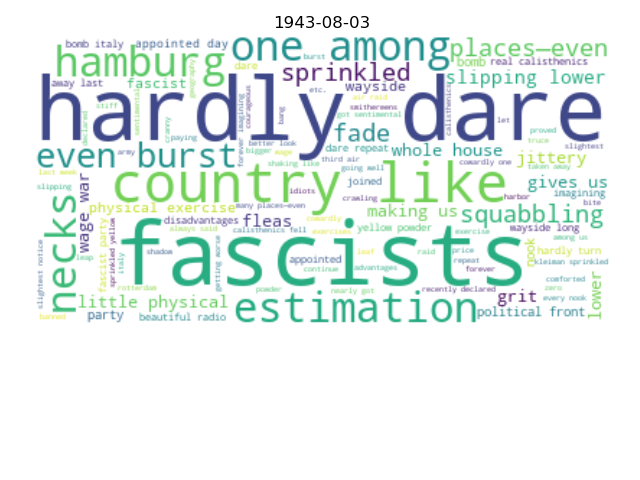 1943-08-03
bomb italy
appointed day
one among
places—even
hamburg
burst
dare
bomb
real calisthenics
sprinkled
slipping lower
away last
fascist
geography
wayside
etc.
hardly dare
air raid
smithereens
got sentimental
stiff
sentimental
declared
cranny
paying
courageous
forever imagining
bang
calisthenics
let
proved
truce
slightest
fade
better look
dare repeat
whole house
even burst
army
bigger
wage
third air
cowardly one
jittery
shaking like
going well
taken away
last week
country like
joined
gives us
slipping
idiots
crawling
harbor
imagining
bite
necks
wage war
many places—even
physical exercise
making us
squabbling
disadvantages
fleas
cowardly
among us
always said
calisthenics fell
exercises
yellow powder
exercise
wayside long
fascist party
sprinkled yellow
italy
leap
shadow
getting worse
fascists
leaf
raid
price
nook
hardly turn
appointed
repeat
kleiman sprinkled
continue
advantages
forever
comforted
slightest notice
rotterdam
powder
nearly got
recently declared
zero
every nook
little physical
estimation
grit
lower
banned
party
beautiful radio
political front